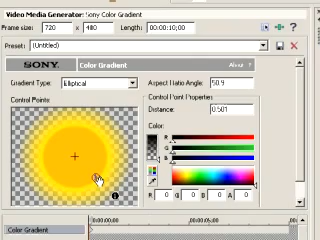 Video Media Generator: Sony Color Gradient
Frame size: 720 x 480 Length: 00:00:10;00
Preset: (Untitled)
SONY Color Gradient About ?
Gradient Type: Elliptical Aspect Ratio Angle: 50.9
Control Points Control Point Properties
Distance: 0.501
Color:
R
G
B
R 0 G 0 B 0 A 0
00:00:00;00 00:00:05;00 00:
Color Gradient